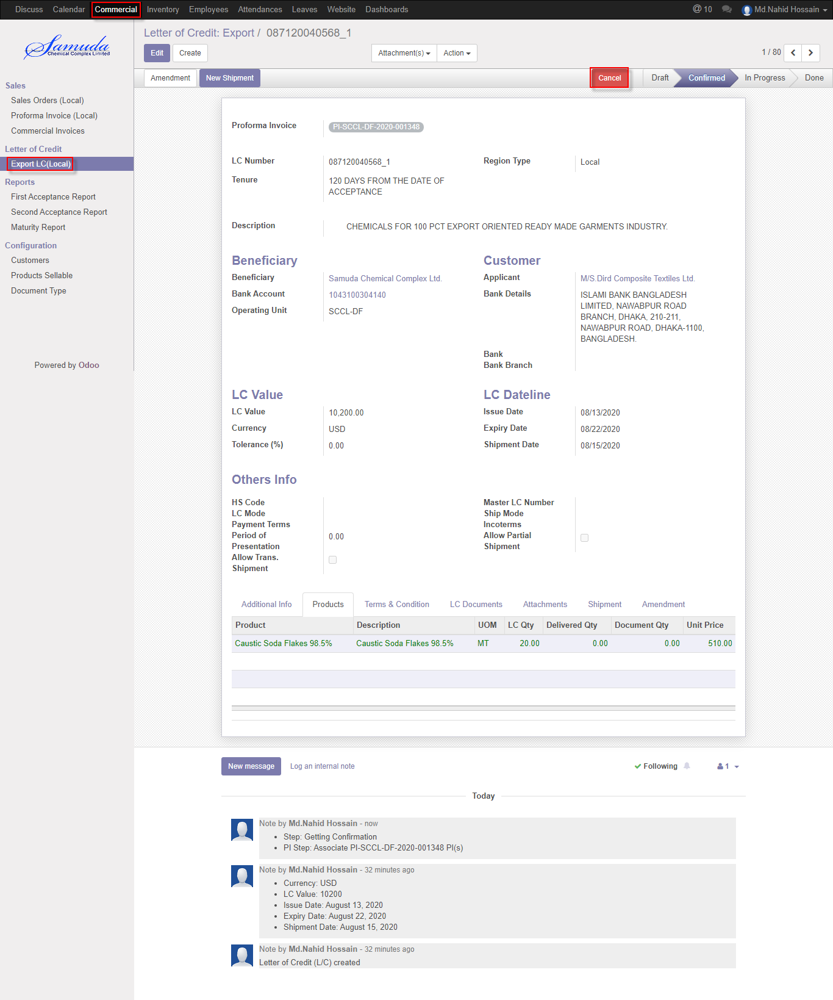 Discuss Calendar Commercial Inventory Employees Attendances Leaves Website Dashboards @ 10 Md.Nahid Hossain
Samuda
Chemical Complex Limited
Letter of Credit: Export / 087120040568_1
Edit Create Attachment(s) Action 1 / 80
Amendment New Shipment Cancel Draft Confirmed In Progress Done
Sales
Sales Orders (Local)
Proforma Invoice (Local)
Commercial Invoices
Letter of Credit
Export LC(Local)
Reports
First Acceptance Report
Second Acceptance Report
Maturity Report
Configuration
Customers
Products Sellable
Document Type
Powered by Odoo
Proforma Invoice PI-SCCL-DF-2020-001348
LC Number 087120040568_1 Region Type Local
Tenure 120 DAYS FROM THE DATE OF
ACCEPTANCE
Description CHEMICALS FOR 100 PCT EXPORT ORIENTED READY MADE GARMENTS INDUSTRY.
Beneficiary
Beneficiary Samuda Chemical Complex Ltd.
Bank Account 1043100304140
Operating Unit SCCL-DF
Customer
Applicant M/S.Dird Composite Textiles Ltd.
Bank Details ISLAMI BANK BANGLADESH
LIMITED, NAWABPUR ROAD
BRANCH, DHAKA, 210-211,
NAWABPUR ROAD, DHAKA-1100,
BANGLADESH.
Bank
Bank Branch
LC Value
LC Value 10,200.00
Currency USD
Tolerance (%) 0.00
LC Dateline
Issue Date 08/13/2020
Expiry Date 08/22/2020
Shipment Date 08/15/2020
Others Info
HS Code
LC Mode
Payment Terms
Period of 0.00
Presentation
Allow Trans.
Shipment
Master LC Number
Ship Mode
Incoterms
Allow Partial
Shipment
Additional Info Products Terms & Condition LC Documents Attachments Shipment Amendment
Product Description UOM LC Qty Delivered Qty Document Qty Unit Price
Caustic Soda Flakes 98.5% Caustic Soda Flakes 98.5% MT 20.00 0.00 0.00 510.00
New message Log an internal note Following 1
Today
Note by Md.Nahid Hossain - now
• Step: Getting Confirmation
• PI Step: Associate PI-SCCL-DF-2020-001348 PI(s)
Note by Md.Nahid Hossain - 32 minutes ago
• Currency: USD
• LC Value: 10200
• Issue Date: August 13, 2020
• Expiry Date: August 22, 2020
• Shipment Date: August 15, 2020
Note by Md.Nahid Hossain - 32 minutes ago
Letter of Credit (L/C) created